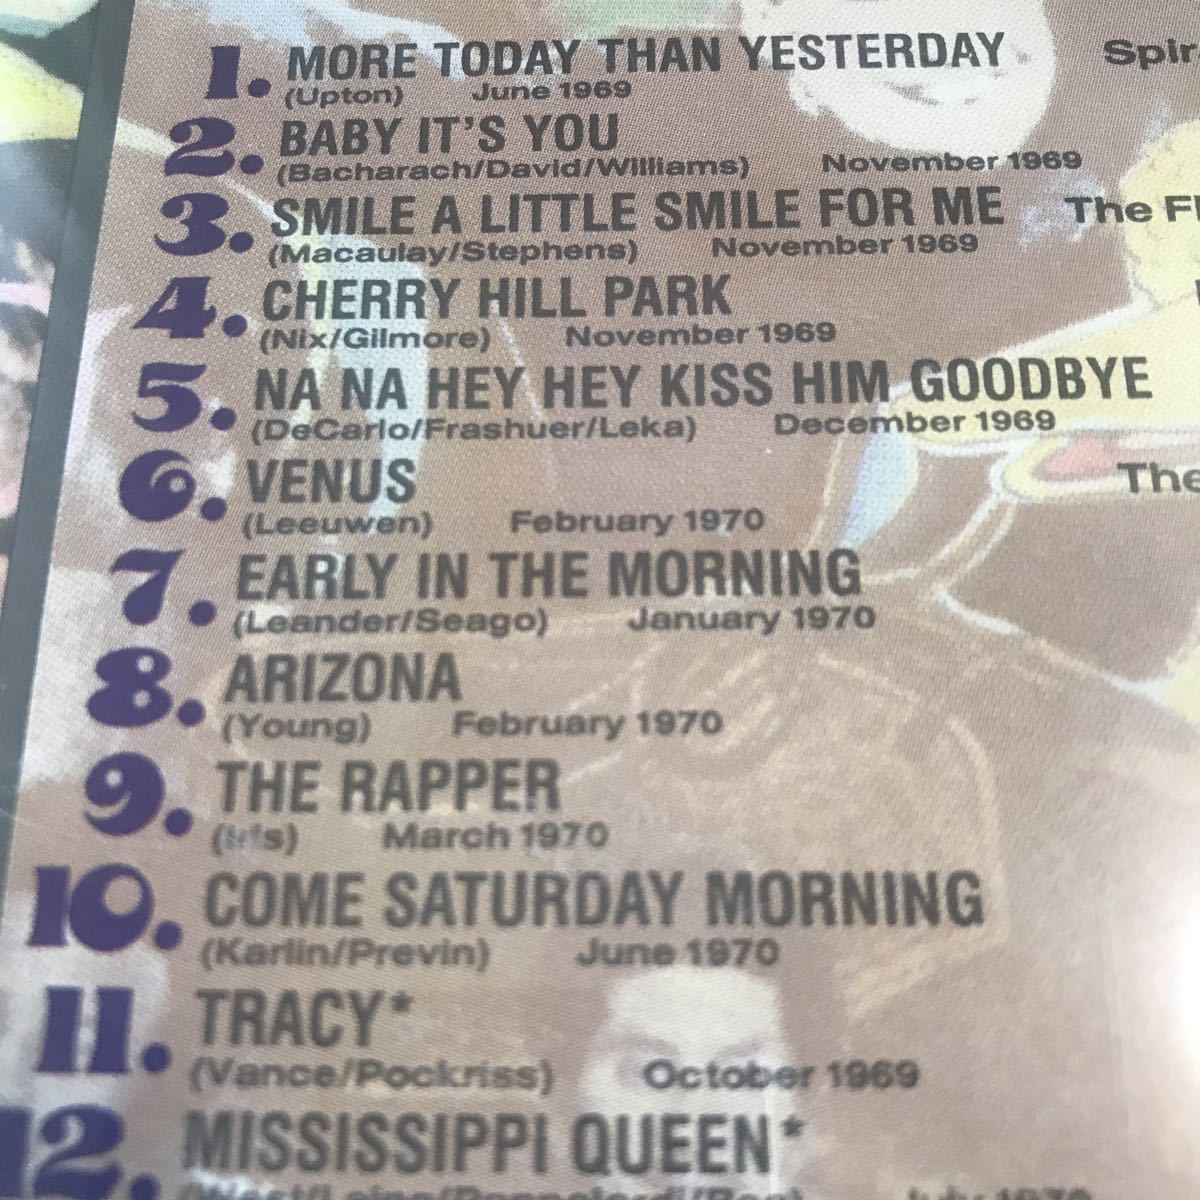 1. MORE TODAY THAN YESTERDAY Spir
(Upton) June 1969
2. BABY IT'S YOU
(Bacharach/David/Williams) November 1969
3. SMILE A LITTLE SMILE FOR ME The Fl
(Macaulay/Stephens) November 1969
4. CHERRY HILL PARK
(Nix/Gilmore) November 1969
5. NA NA HEY HEY KISS HIM GOODBYE
(DeCarlo/Frashuer/Leka) December 1969
6. VENUS The
(Leeuwen) February 1970
7. EARLY IN THE MORNING
(Leander/Seago) January 1970
8. ARIZONA
(Young) February 1970
9. THE RAPPER
March 1970
10. COME SATURDAY MORNING
(Karlin/Previn) June 1970
11. TRACY*
(Vance/Pockriss) October 1969
12. MISSISSIPPI QUEEN*